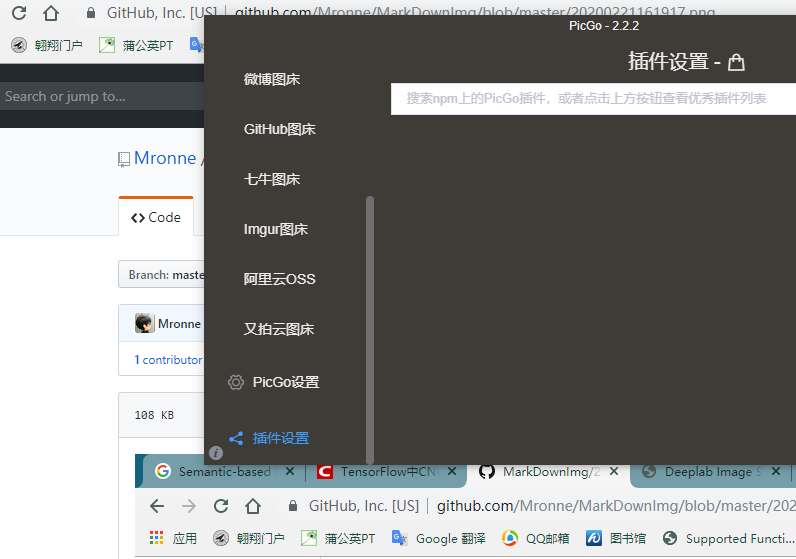 GitHub, Inc. [US] github.com/Mronne/MarkDownImg/blob/master/20200221161917.png
翱翔门户 蒲公英PT
PicGo - 2.2.2
插件设置 -
搜索npm上的PicGo插件，或者点击上方按钮查看优秀插件列表
Search or jump to...
微博图床
GitHub图床
七牛图床
Imgur图床
阿里云OSS
又拍云图床
PicGo设置
插件设置
Mronne /
Code
Branch: maste
Mronne
1 contributor
108 KB
Semantic-based TensorFlow中CN MarkDownImg/2 Deeplab Image S
GitHub, Inc. [US] github.com/Mronne/MarkDownImg/blob/master/202
应用 翱翔门户 蒲公英PT Google 翻译 QQ邮箱 图书馆 Supported Functi...